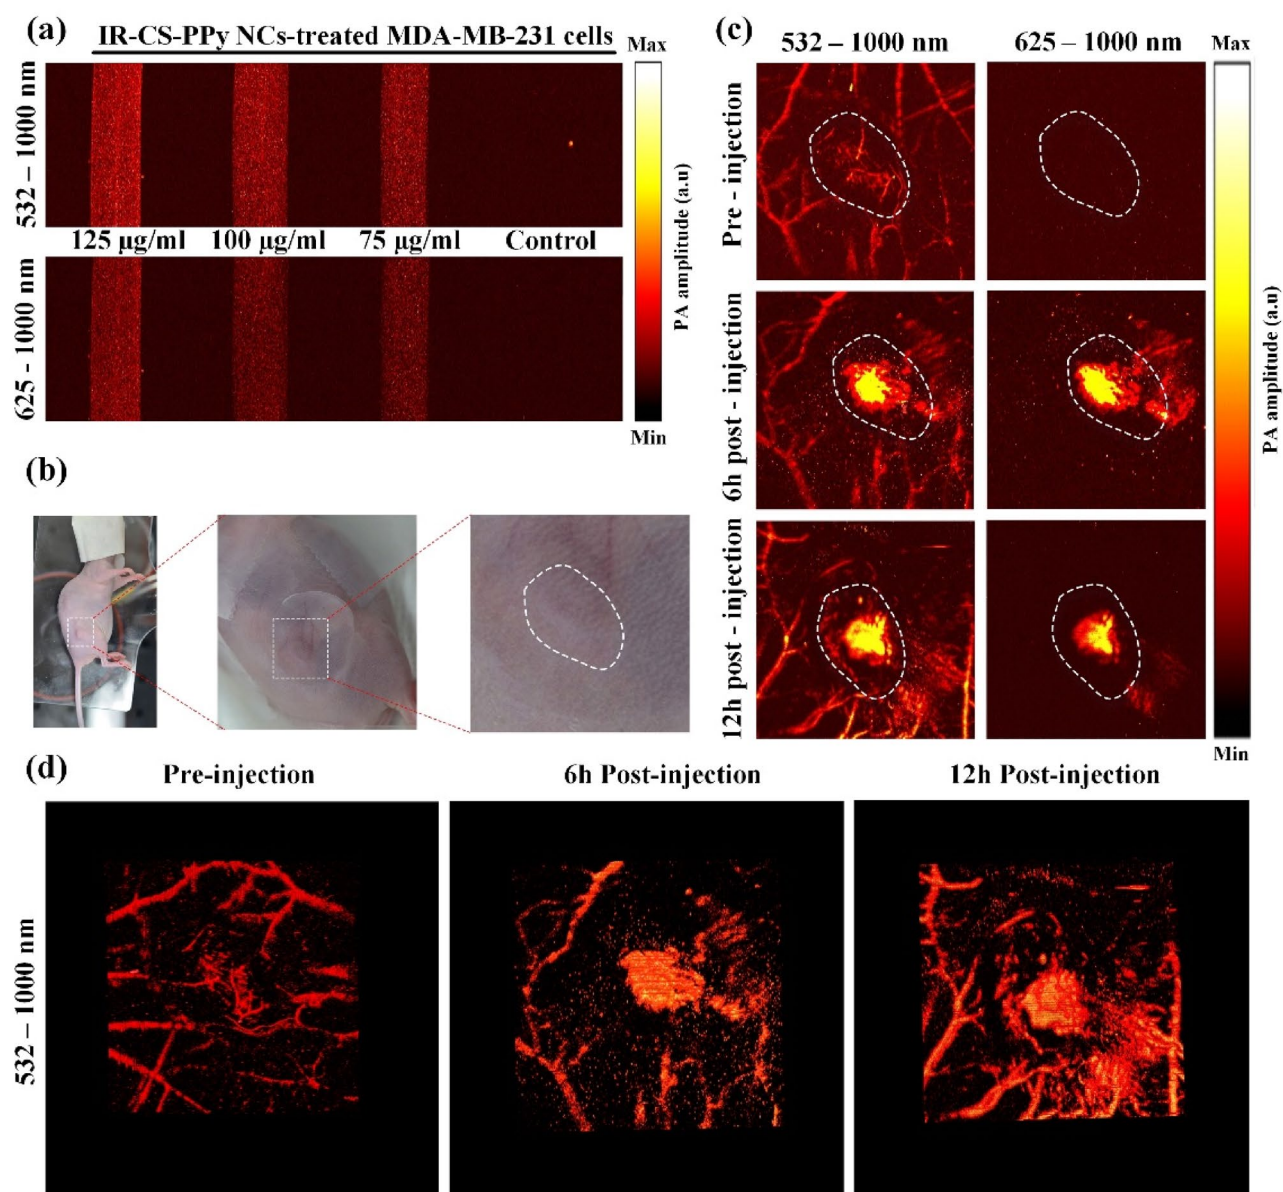 (a)
IR-CS-PPy NCs-treated MDA-MB-231 cells
Max
532 – 1000 nm
125 μg/ml 100 μg/ml 75 μg/ml Control
625 - 1000 nm
PA amplitude (a.u)
Min
(b)
(c)
532 – 1000 nm 625 – 1000 nm Max
Pre - injection
6h post - injection
12h post - injection
PA amplitude (a.u)
Min
(d)
Pre-injection 6h Post-injection 12h Post-injection
532 – 1000 nm